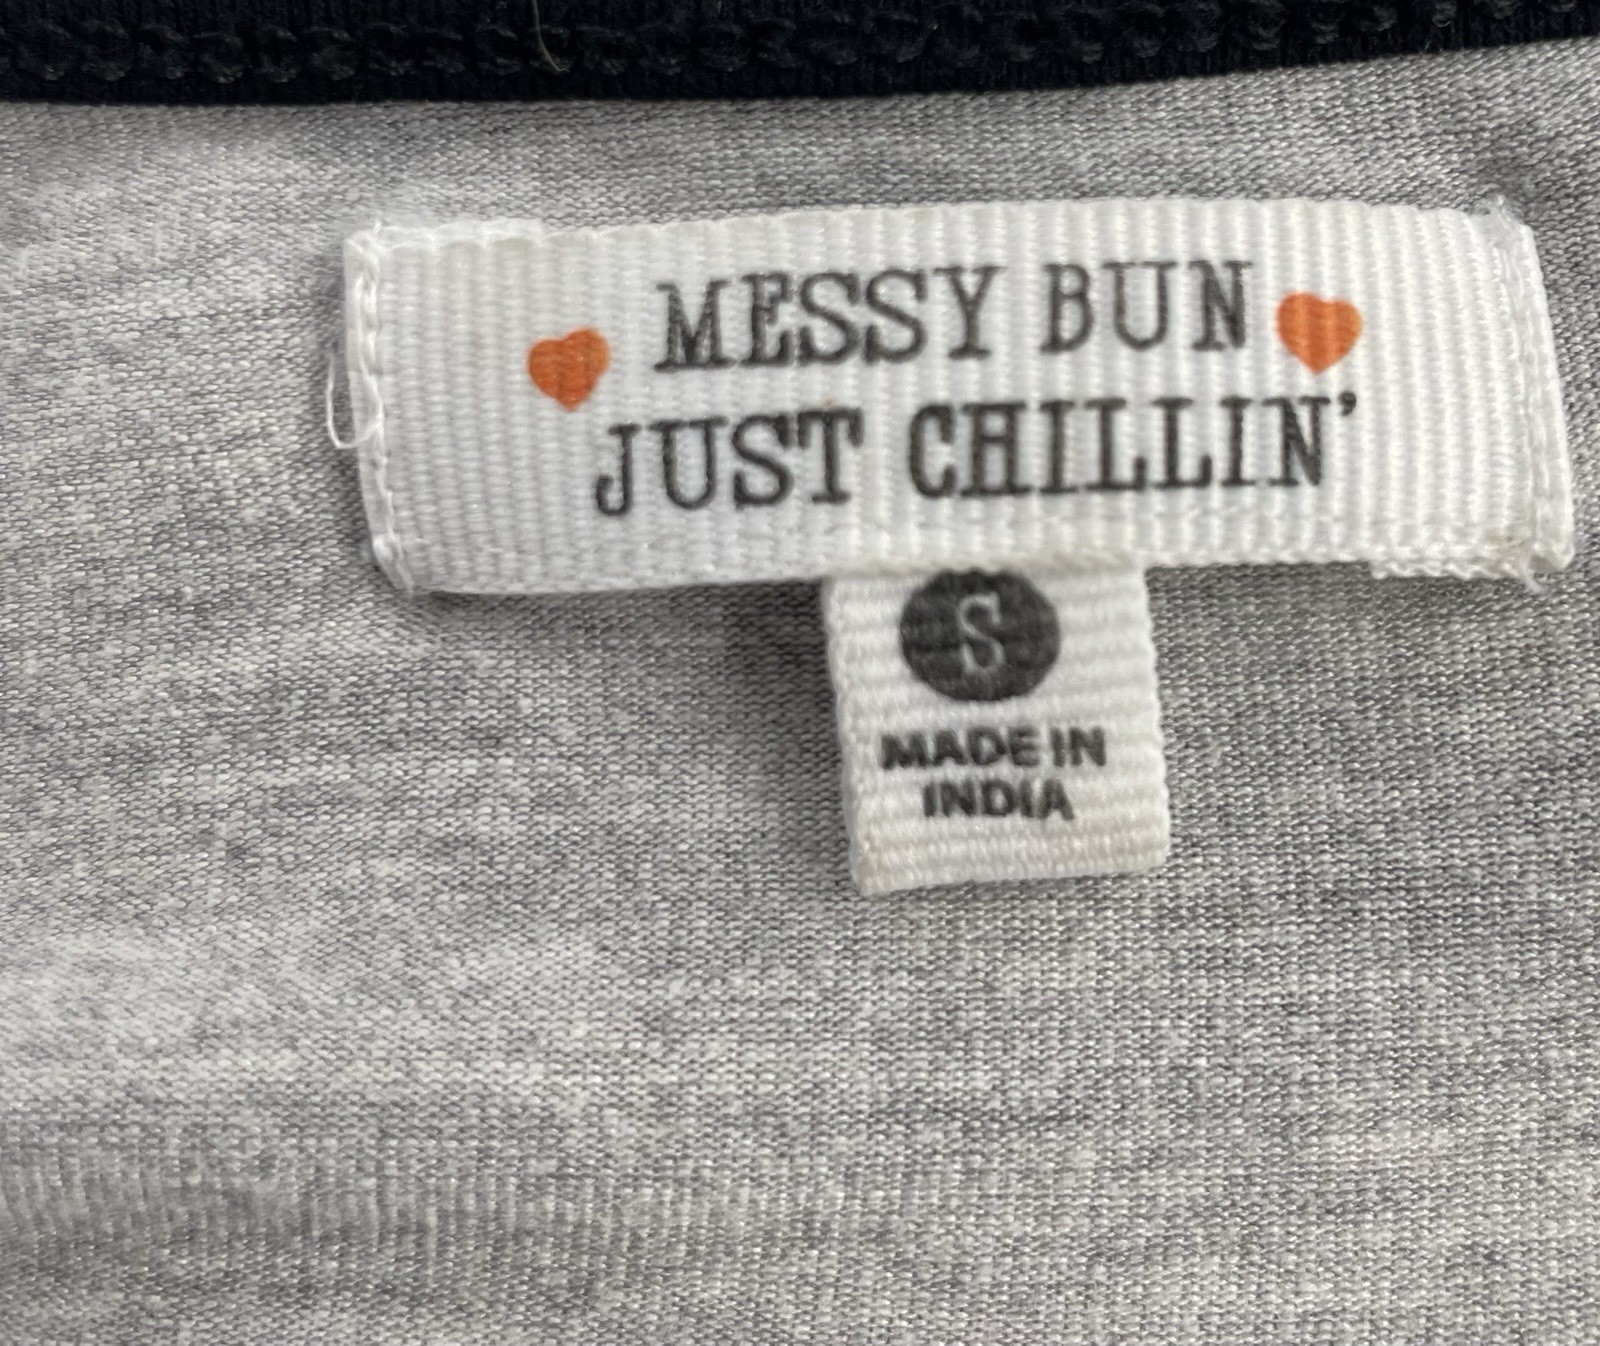 MESSY BUN
JUST CHILLIN'
S
MADE IN
INDIA